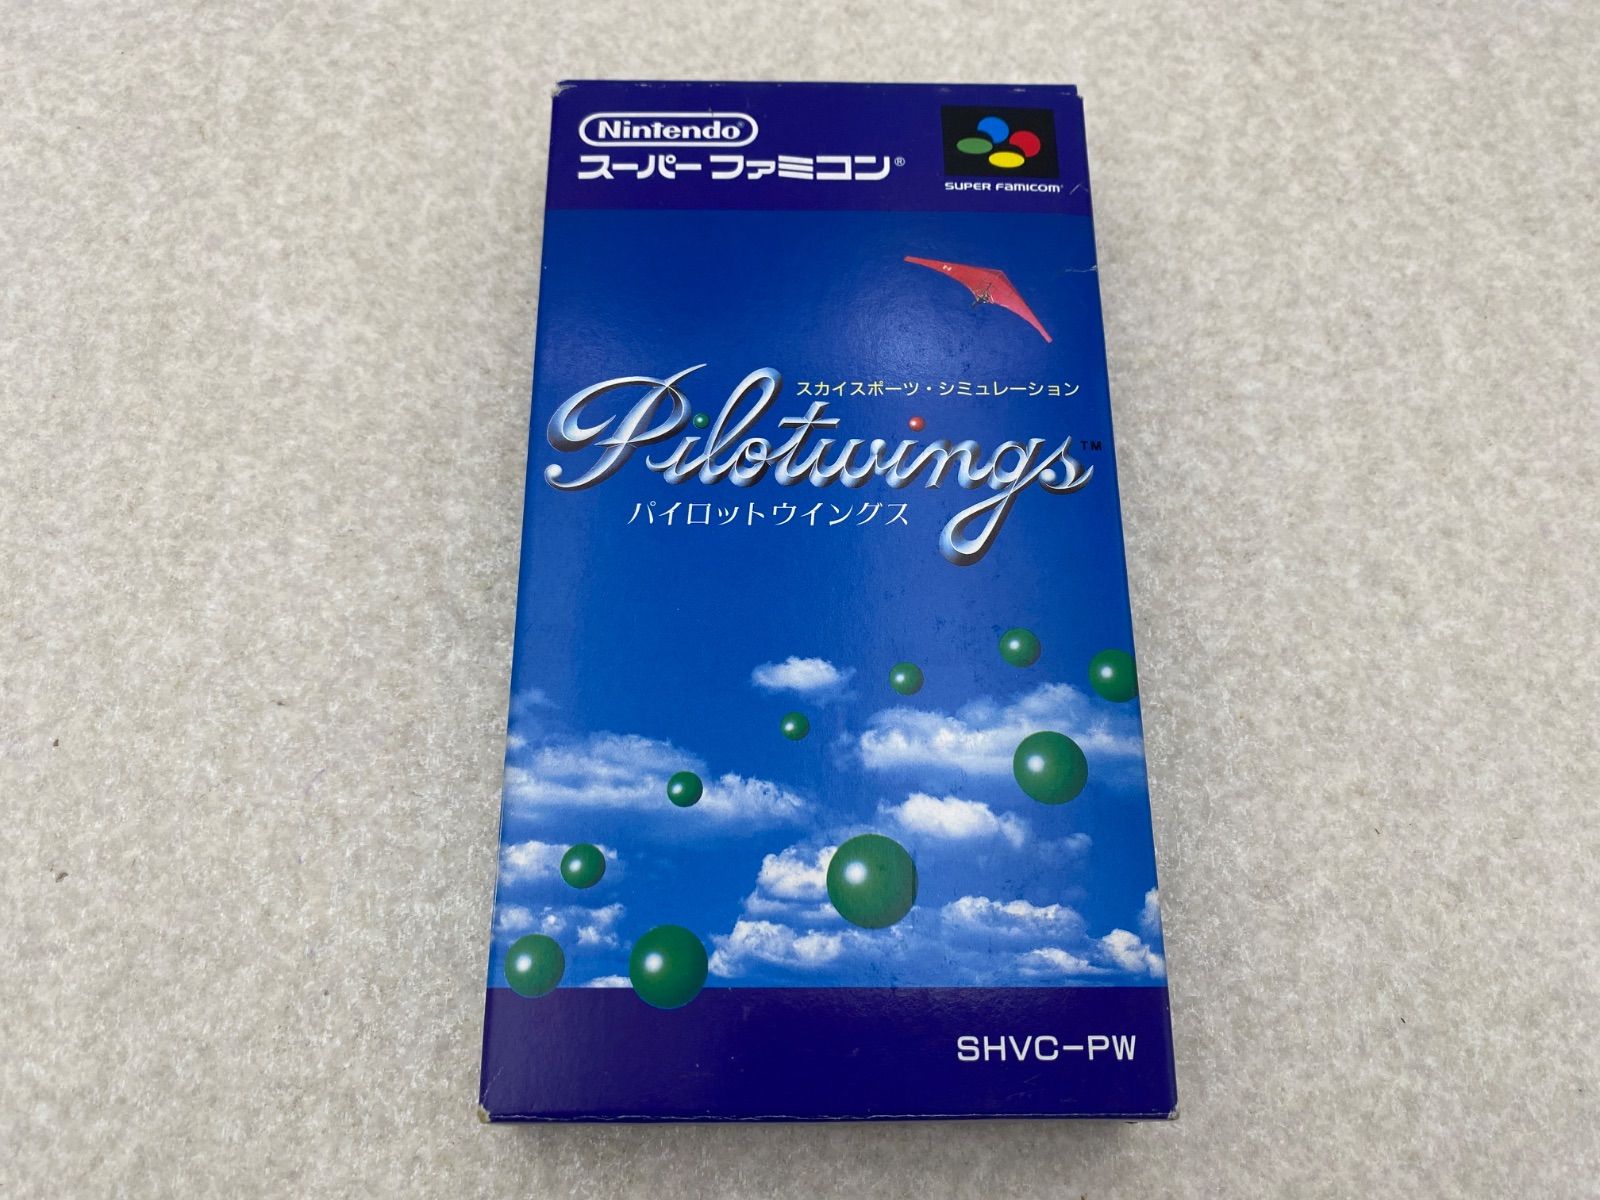 Nintendo®
スーパーファミコン®
SUPER FAMICOM
スカイスポーツ・シミュレーション
Pilotwings™
パイロットウイングス
SHVC-PW